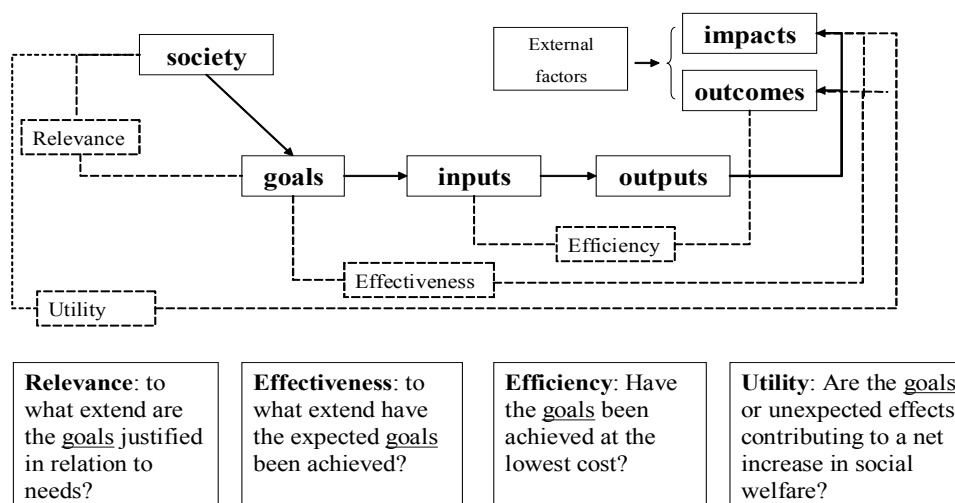 society
External
factors
impacts
outcomes
Relevance
goals
inputs
outputs
Efficiency
Effectiveness
Utility
Relevance: to
what extend are
the goals justified
in relation to
needs?
Effectiveness: to
what extend have
the expected goals
been achieved?
Efficiency: Have
the goals been
achieved at the
lowest cost?
Utility: Are the goals
or unexpected effects
contributing to a net
increase in social
welfare?